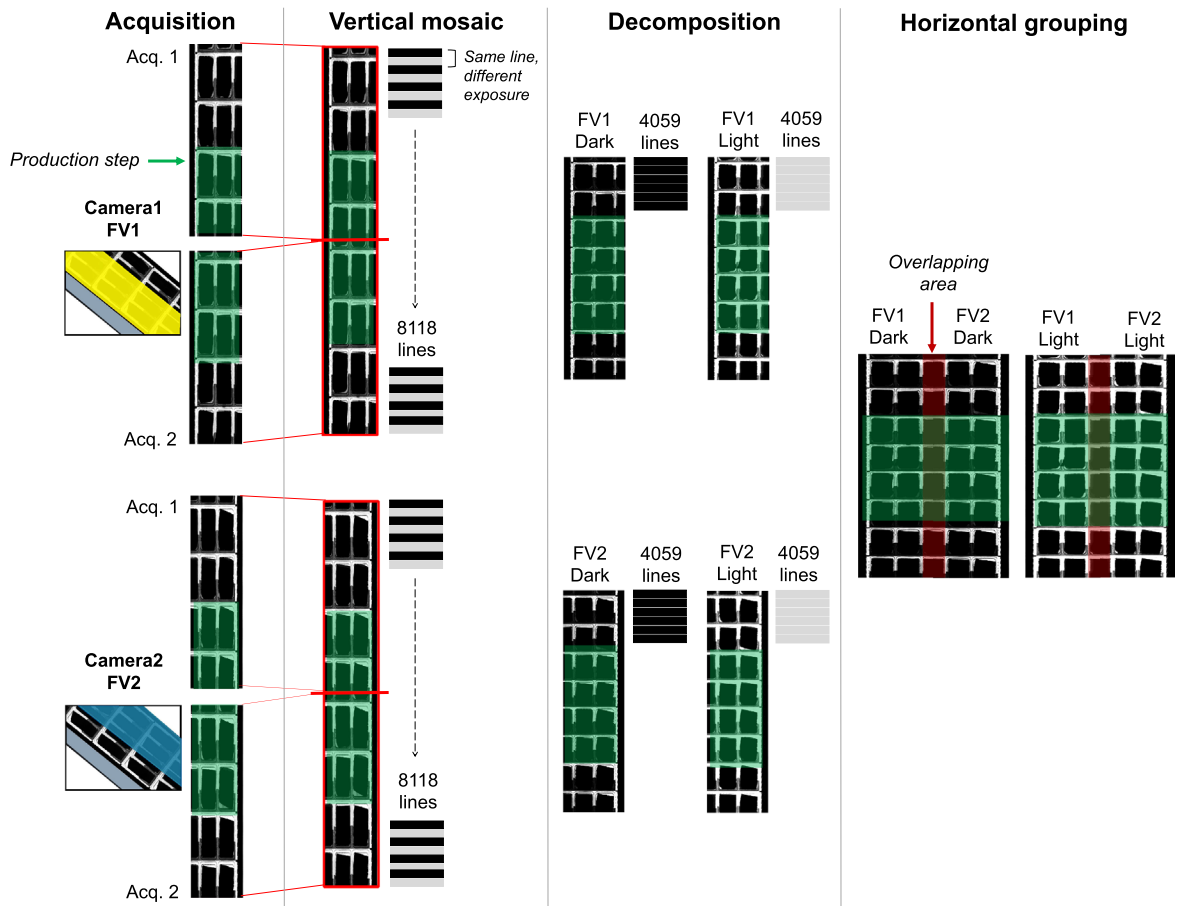 Acquisition
Vertical mosaic
Decomposition
Horizontal grouping
Acq. 1
Production step
Camera1
FV1
Acq. 2
Same line,
different
exposure
8118
lines
Acq. 1
Camera2
FV2
Acq. 2
8118
lines
FV1
Dark
4059
lines
FV1
Light
4059
lines
FV2
Dark
4059
lines
FV2
Light
4059
lines
Overlapping
area
FV1
Dark
FV2
Dark
FV1
Light
FV2
Light